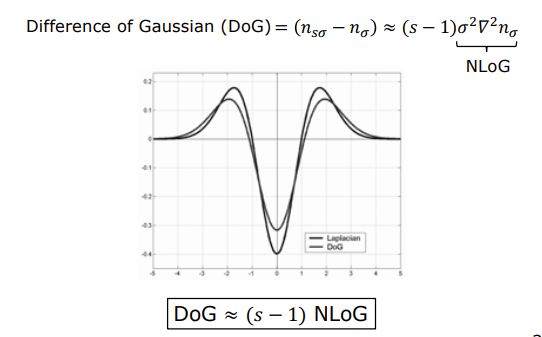 Difference of Gaussian (DoG) = (n_sσ − n_σ) ≈ (s − 1)σ²∇²n_σ
NLoG
0.2
0.1
0
-0.1
-0.2
-0.3
-0.4
-5 -4 -3 -2 -1 0 1 2 3 4 5
Laplacian
DoG
DoG ≈ (s − 1) NLoG